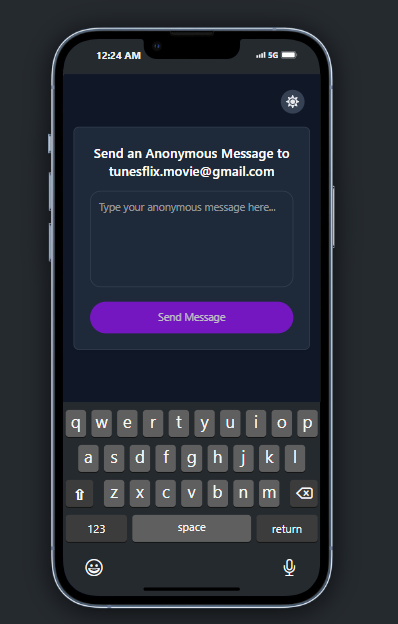 12:24 AM 5G
Send an Anonymous Message to
tunesflix.movie@gmail.com
Type your anonymous message here...
Send Message
q w e r t y u i o p
a s d f g h j k l
z x c v b n m
123 space return